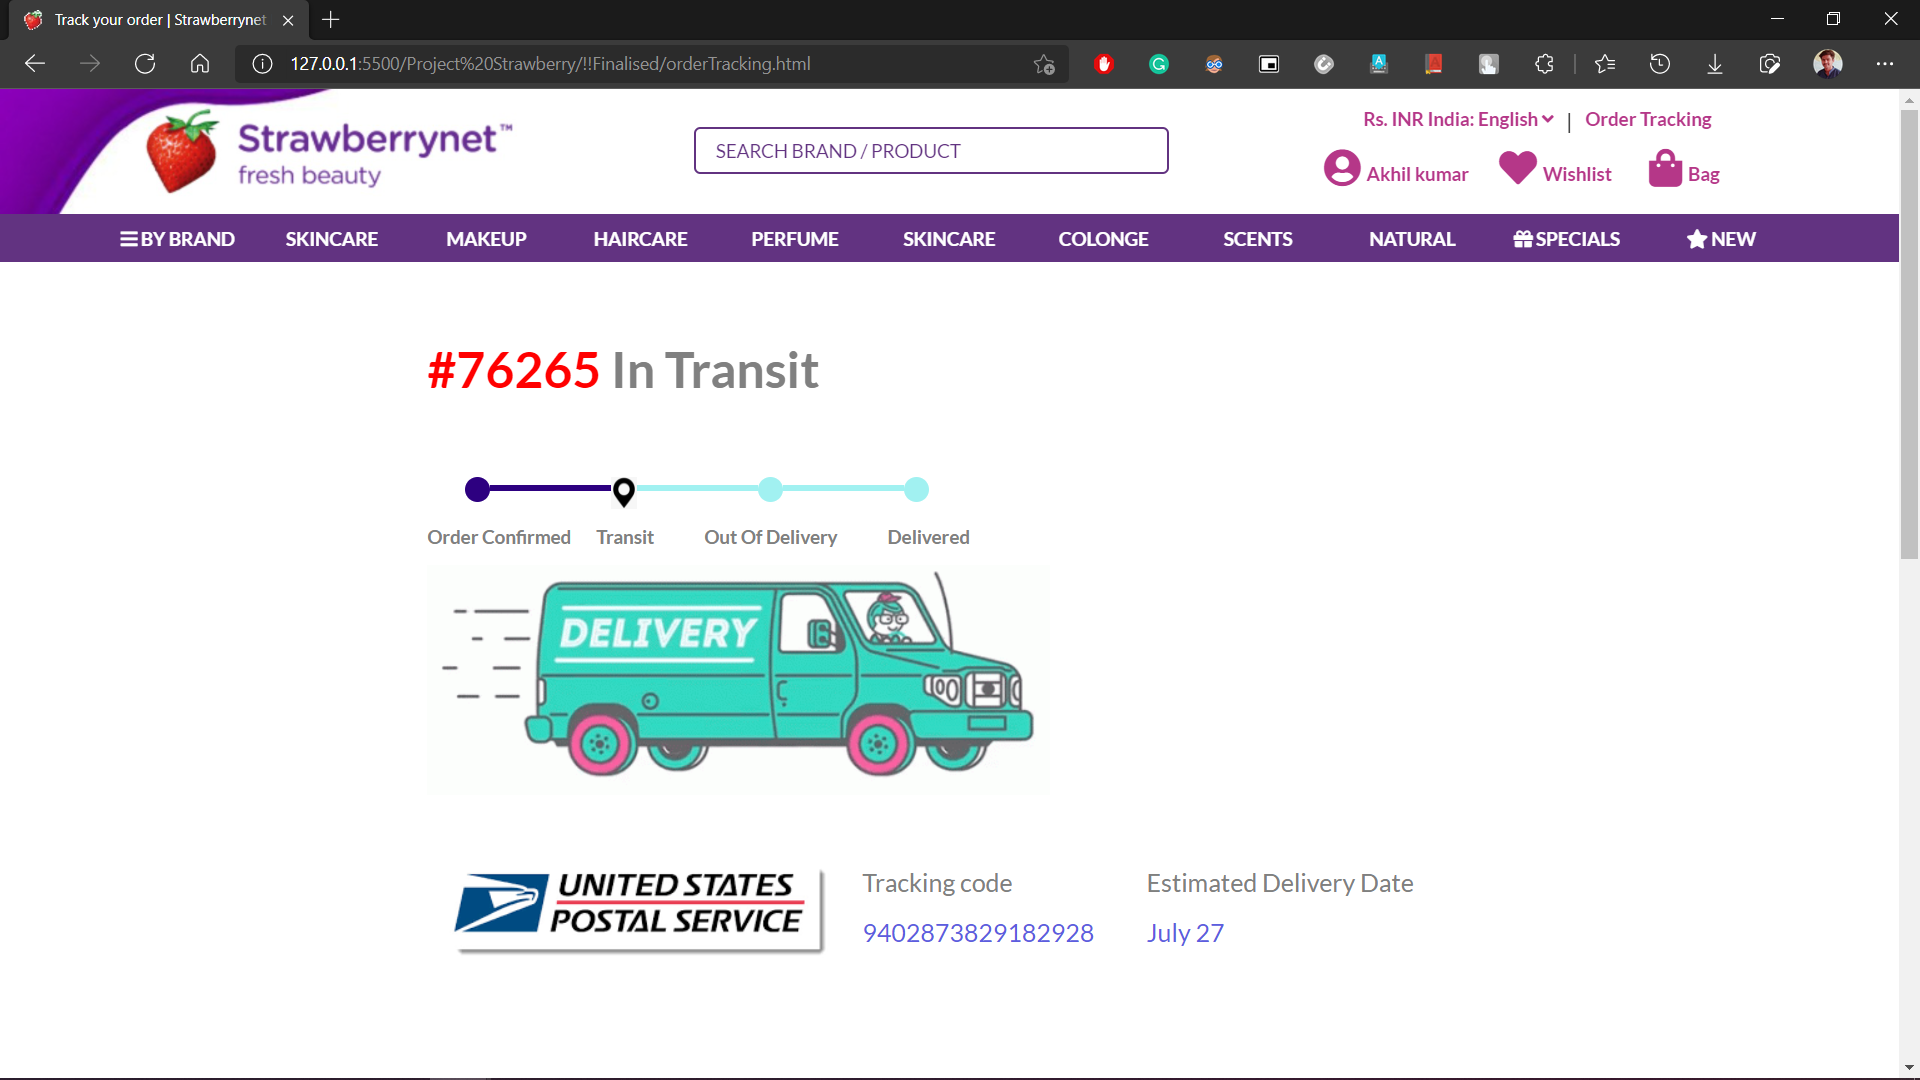 Track your order | Strawberrynet
127.0.0.1:5500/Project%20Strawberry/!!Finalised/orderTracking.html
Strawberrynet™
fresh beauty
SEARCH BRAND / PRODUCT
Rs. INR India: English | Order Tracking
Akhil kumar Wishlist Bag
BY BRAND SKINCARE MAKEUP HAIRCARE PERFUME SKINCARE COLONGE SCENTS NATURAL SPECIALS NEW
#76265 In Transit
Order Confirmed Transit Out Of Delivery Delivered
DELIVERY
UNITED STATES
POSTAL SERVICE
Tracking code
9402873829182928
Estimated Delivery Date
July 27